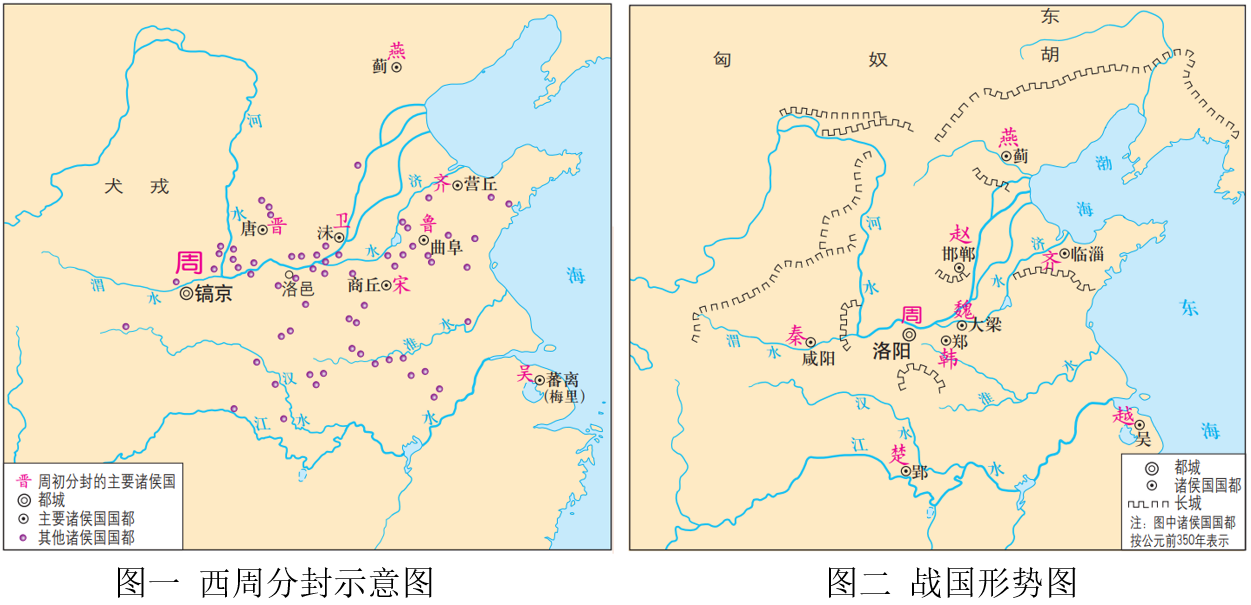 燕
蓟
河
犬 戎
济
齐
营丘
水
唐
晋
卫
沬
鲁
曲阜
水
周
渭
水
镐京
洛邑
商丘
宋
海
淮
水
汉
水
江
水
吴
蕃离
(梅里)
晋 周初分封的主要诸侯国
都城
主要诸侯国国都
其他诸侯国国都
图一 西周分封示意图
东
胡
匈 奴
燕
蓟
渤
海
河
水
赵
邯郸
济
水
齐
临淄
周
洛阳
魏
大梁
郑
韩
秦
咸阳
渭
水
东
海
淮
水
汉
水
江
水
楚
郢
越
吴
都城
诸侯国国都
长城
注：图中诸侯国国都
按公元前350年表示
图二 战国形势图